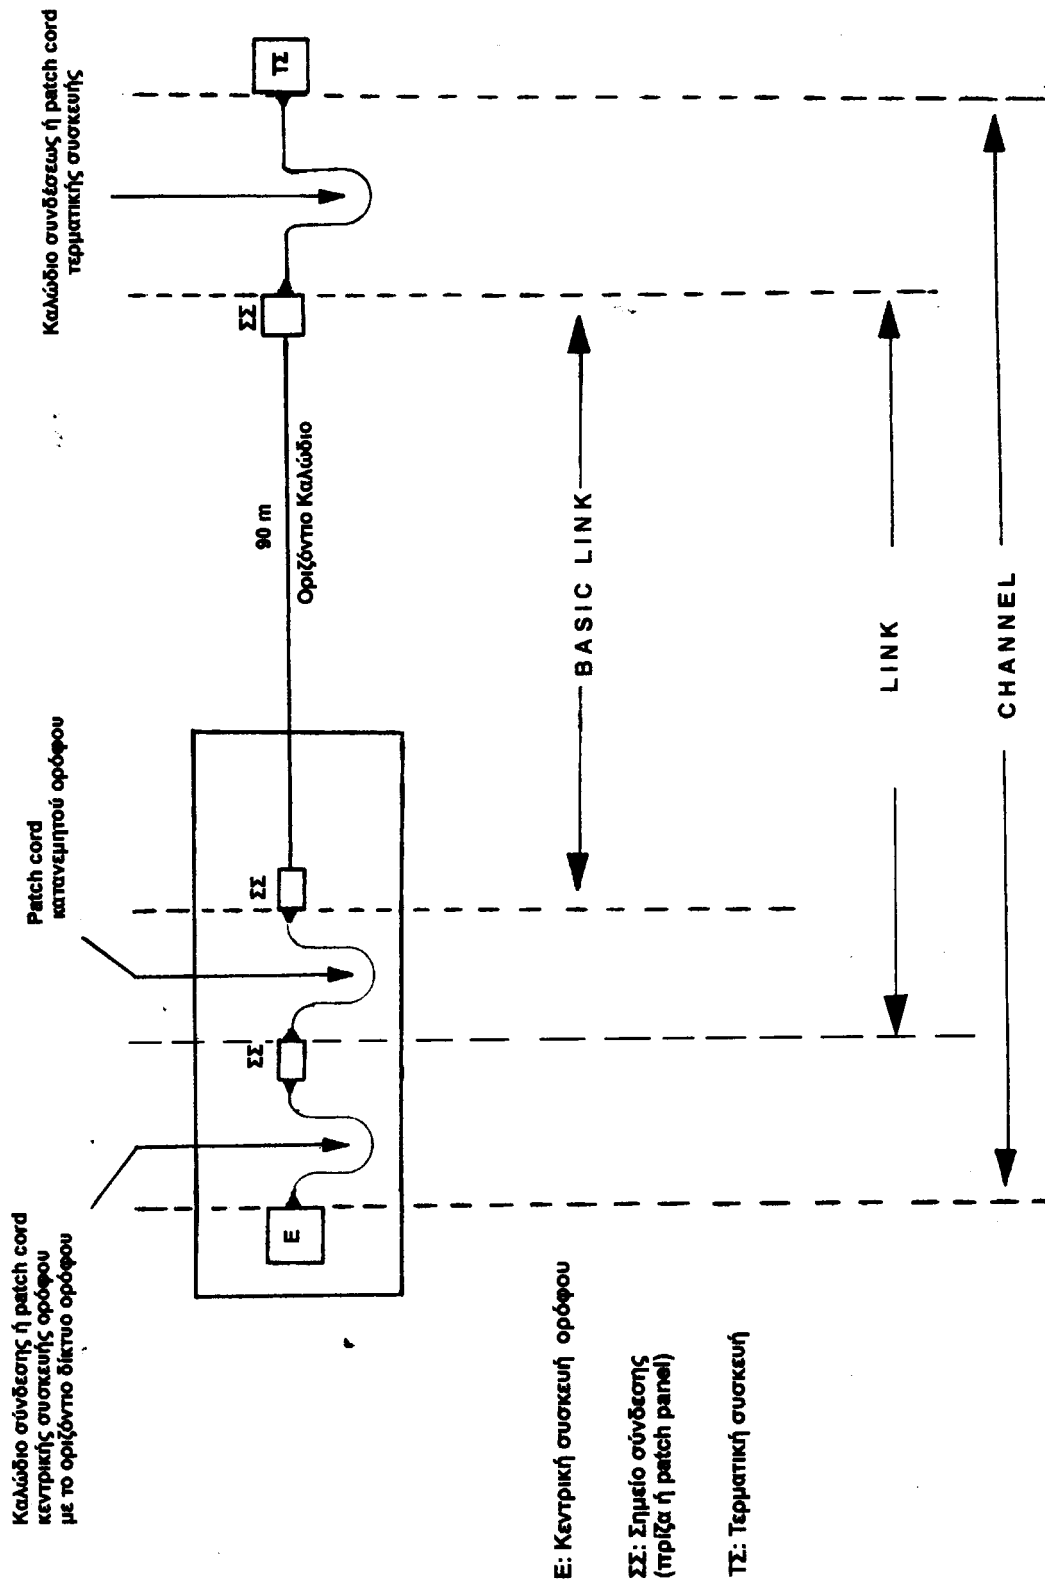 Καλώδιο σύνδεσης ή patch cord
κεντρικής συσκευής ορόφου
με το οριζόντιο δίκτυο ορόφου
Patch cord
κατανεμητού ορόφου
Καλώδιο συνδέσεως ή patch cord
τερματικής συσκευής
Ε
ΣΣ
ΣΣ
90 m
Οριζόντιο Καλώδιο
ΣΣ
ΤΣ
BASIC LINK
LINK
CHANNEL
Ε: Κεντρική συσκευή ορόφου
ΣΣ: Σημείο σύνδεσης
(πρίζα ή patch panel)
ΤΣ: Τερματική συσκευή